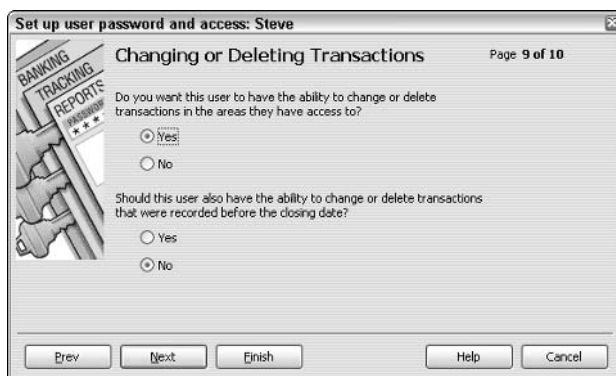 Set up user password and access: Steve
BANKING
TRACKING
REPORTS
PASSWORD
****
Changing or Deleting Transactions
Page 9 of 10
Do you want this user to have the ability to change or delete
transactions in the areas they have access to?
Yes
No
Should this user also have the ability to change or delete transactions
that were recorded before the closing date?
Yes
No
Prev
Next
Finish
Help
Cancel